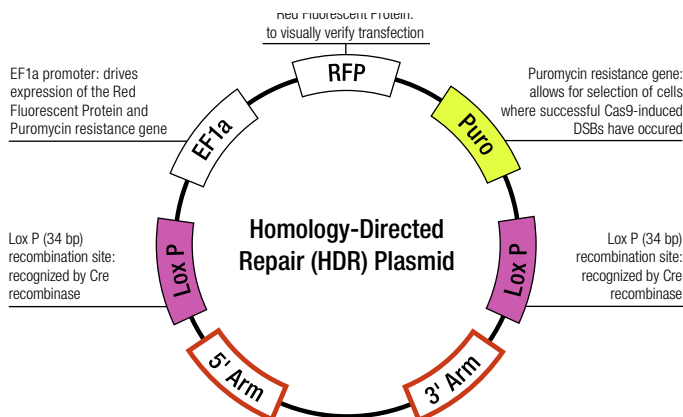 Red Fluorescent Protein:
to visually verify transfection
EF1a promoter: drives
expression of the Red
Fluorescent Protein and
Puromycin resistance gene
RFP
Puromycin resistance gene:
allows for selection of cells
where successful Cas9-induced
DSBs have occured
EF1a
Puro
Lox P (34 bp)
recombination site:
recognized by Cre
recombinase
Lox P
Homology-Directed
Repair (HDR) Plasmid
Lox P
Lox P (34 bp)
recombination site:
recognized by Cre
recombinase
5' Arm
3' Arm